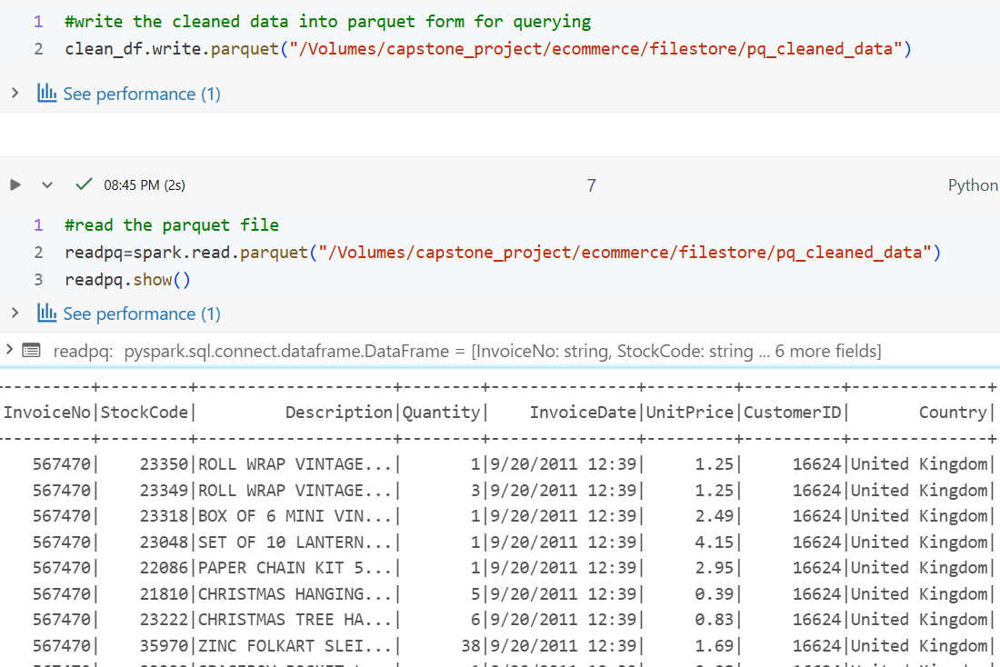 1 #write the cleaned data into parquet form for querying
2 clean_df.write.parquet("/Volumes/capstone_project/ecommerce/filestore/pq_cleaned_data")
See performance (1)
08:45 PM (2s) 7 Python
1 #read the parquet file
2 readpq=spark.read.parquet("/Volumes/capstone_project/ecommerce/filestore/pq_cleaned_data")
3 readpq.show()
See performance (1)
readpq: pyspark.sql.connect.dataframe.DataFrame = [InvoiceNo: string, StockCode: string ... 6 more fields]
----------+---------+--------------------+--------+---------------+---------+----------+--------------+
InvoiceNo|StockCode|         Description|Quantity|    InvoiceDate|UnitPrice|CustomerID|       Country|
----------+---------+--------------------+--------+---------------+---------+----------+--------------+
   567470|    23350|ROLL WRAP VINTAGE...|       1|9/20/2011 12:39|     1.25|     16624|United Kingdom|
   567470|    23349|ROLL WRAP VINTAGE...|       3|9/20/2011 12:39|     1.25|     16624|United Kingdom|
   567470|    23318|BOX OF 6 MINI VIN...|       1|9/20/2011 12:39|     2.49|     16624|United Kingdom|
   567470|    23048|SET OF 10 LANTERN...|       1|9/20/2011 12:39|     4.15|     16624|United Kingdom|
   567470|    22086|PAPER CHAIN KIT 5...|       1|9/20/2011 12:39|     2.95|     16624|United Kingdom|
   567470|    21810|CHRISTMAS HANGING...|       5|9/20/2011 12:39|     0.39|     16624|United Kingdom|
   567470|    23222|CHRISTMAS TREE HA...|       6|9/20/2011 12:39|     0.83|     16624|United Kingdom|
   567470|    35970|ZINC FOLKART SLEI...|      38|9/20/2011 12:39|     1.69|     16624|United Kingdom|